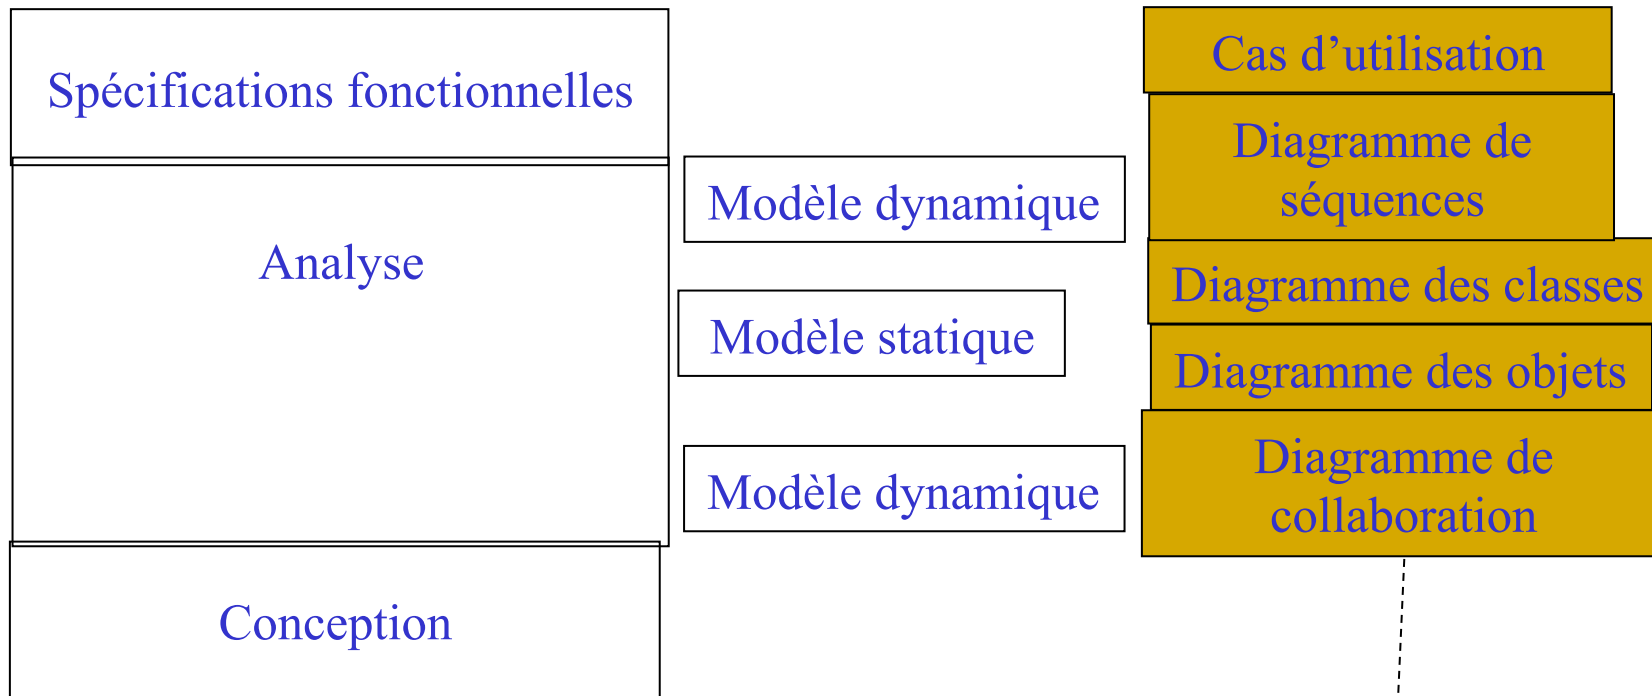 Spécifications fonctionnelles
Analyse
Conception
Modèle dynamique
Modèle statique
Modèle dynamique
Cas d’utilisation
Diagramme de
séquences
Diagramme des classes
Diagramme des objets
Diagramme de
collaboration